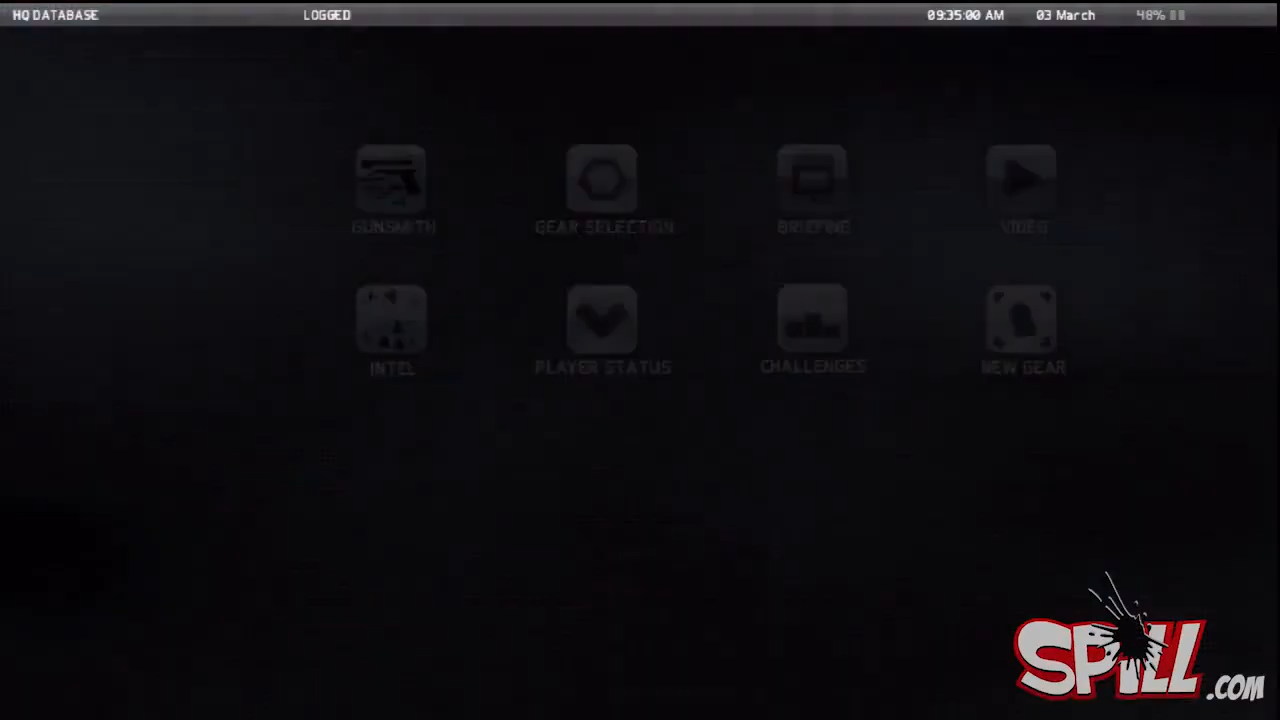 HQ DATABASE LOGGED 09:35:00 AM 03 March 48%
GUNSMITH GEAR SELECTION BRIEFING VIDEO
INTEL PLAYER STATUS CHALLENGES NEW GEAR
SPILL.COM